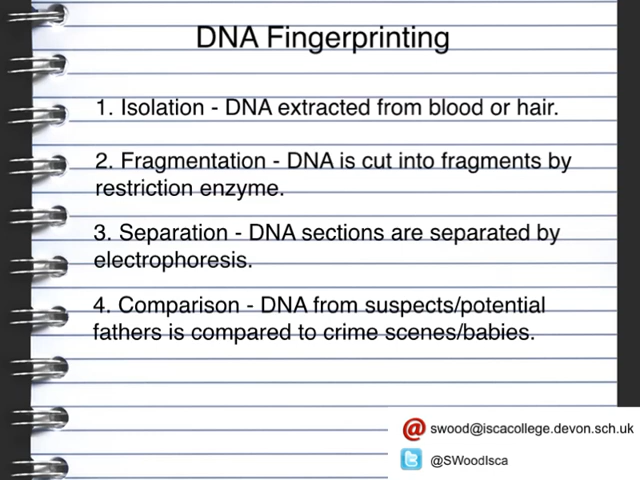 DNA Fingerprinting
1. Isolation - DNA extracted from blood or hair.
2. Fragmentation - DNA is cut into fragments by
restriction enzyme.
3. Separation - DNA sections are separated by
electrophoresis.
4. Comparison - DNA from suspects/potential
fathers is compared to crime scenes/babies.
@ swood@iscacollege.devon.sch.uk
@SWoodIsca